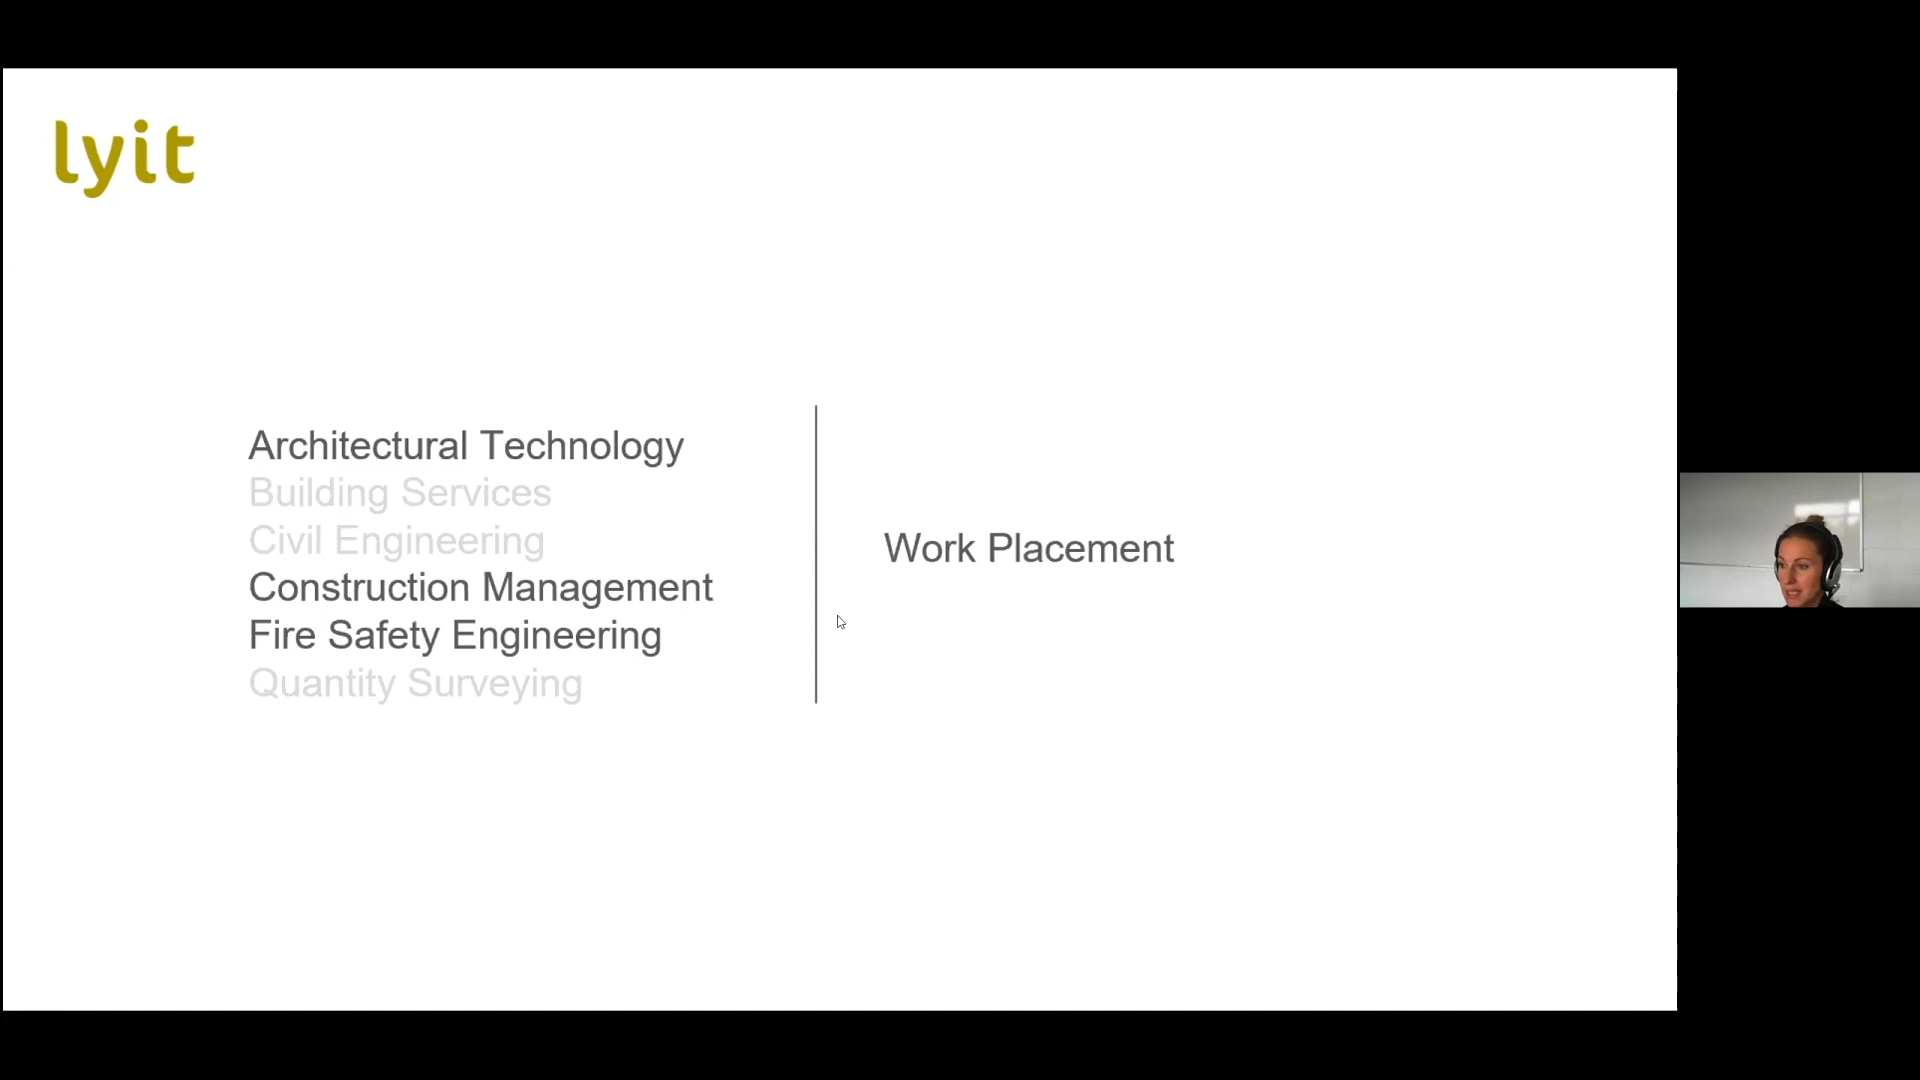 lyit
Architectural Technology
Building Services
Civil Engineering
Construction Management
Fire Safety Engineering
Quantity Surveying
Work Placement